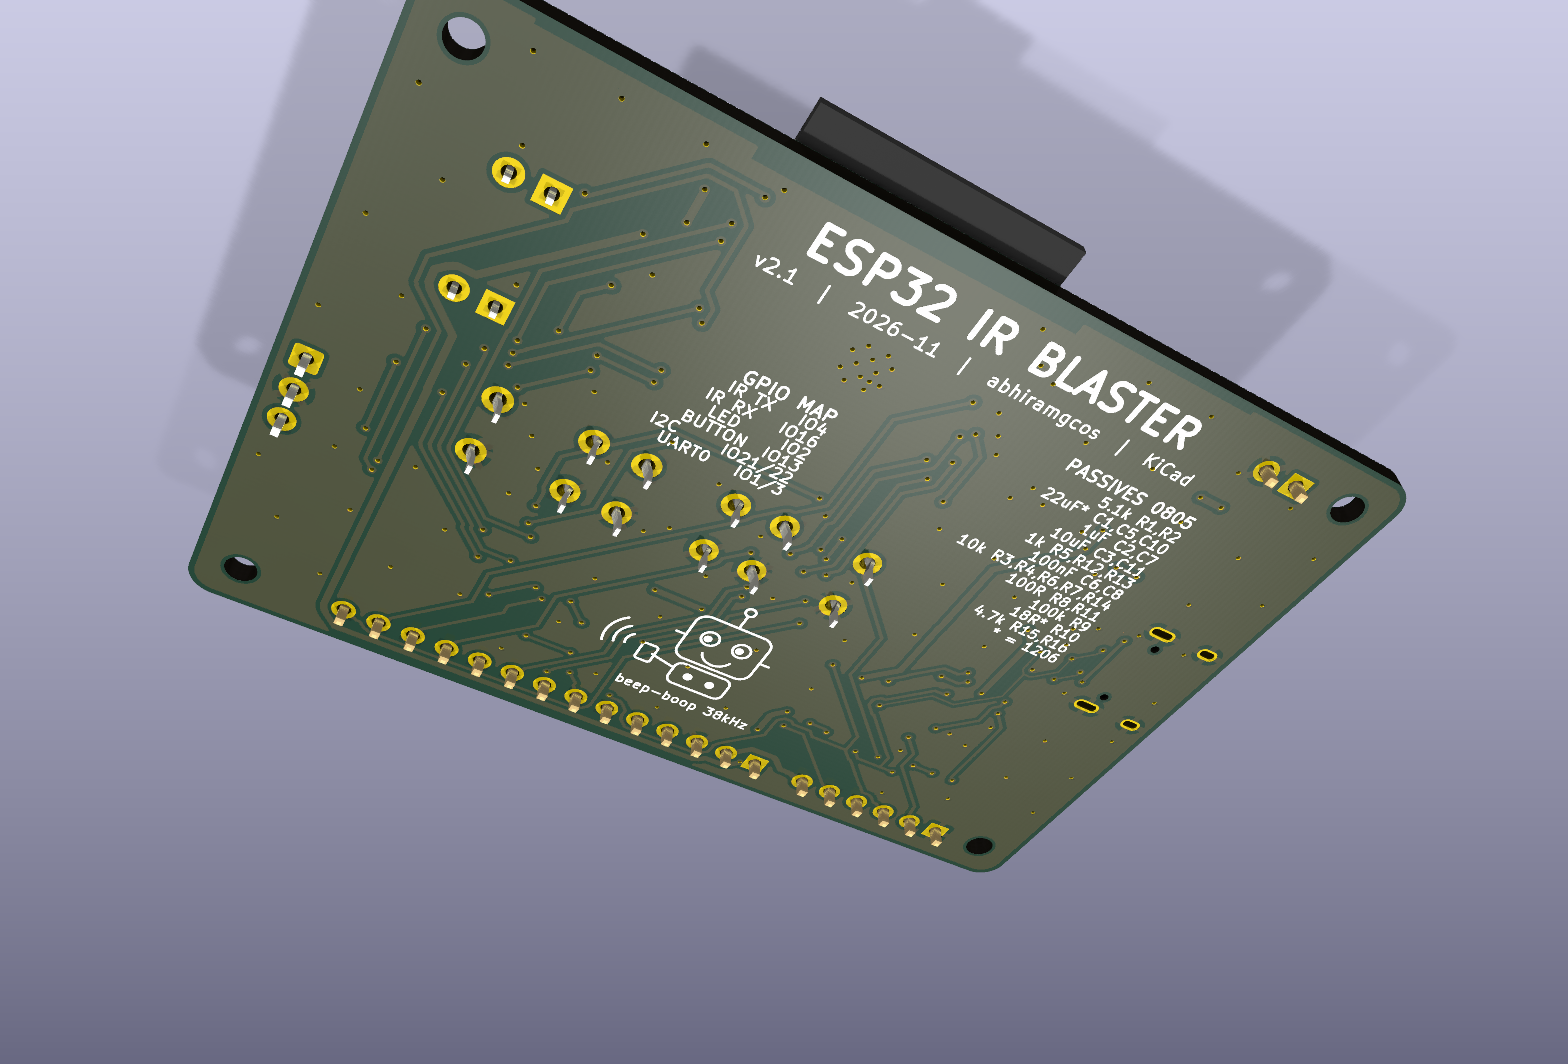 ESP32 IR BLASTER
v2.1 | 2026-11 | abhiramgcos | KiCad
GPIO MAP
IR TX IO4
IR RX IO16
LED IO2
BUTTON IO13
I2C IO21/22
UART0 IO1/3
PASSIVES 0805
5.1k R1,R2
22uF* C1,C5,C10
1uF C2,C7
10uF C3,C11
1k R5,R12,R13
100nF C6,C8
10k R3,R4,R6,R7,R14
100R R8,R11
100k R9
18R* R10
4.7k R15,R16
* = 1206
beep-boop 38kHz